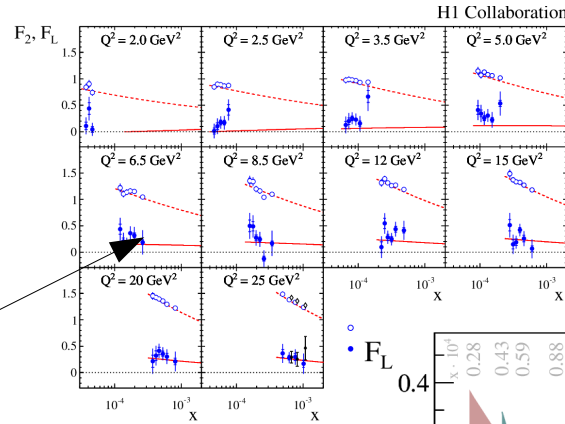 H1 Collaboration
F₂, F_L
Q² = 2.0 GeV² Q² = 2.5 GeV² Q² = 3.5 GeV² Q² = 5.0 GeV²
1.5
1
0.5
0
Q² = 6.5 GeV² Q² = 8.5 GeV² Q² = 12 GeV² Q² = 15 GeV²
1.5
1
0.5
0
Q² = 20 GeV² Q² = 25 GeV² 10⁻⁴ 10⁻³ 10⁻⁴ 10⁻³
x x
1.5
1
0.5
0
10⁻⁴ 10⁻³ 10⁻⁴ 10⁻³
x x
F_L
x · 10⁴
0.28
0.43
0.59
0.88
0.4